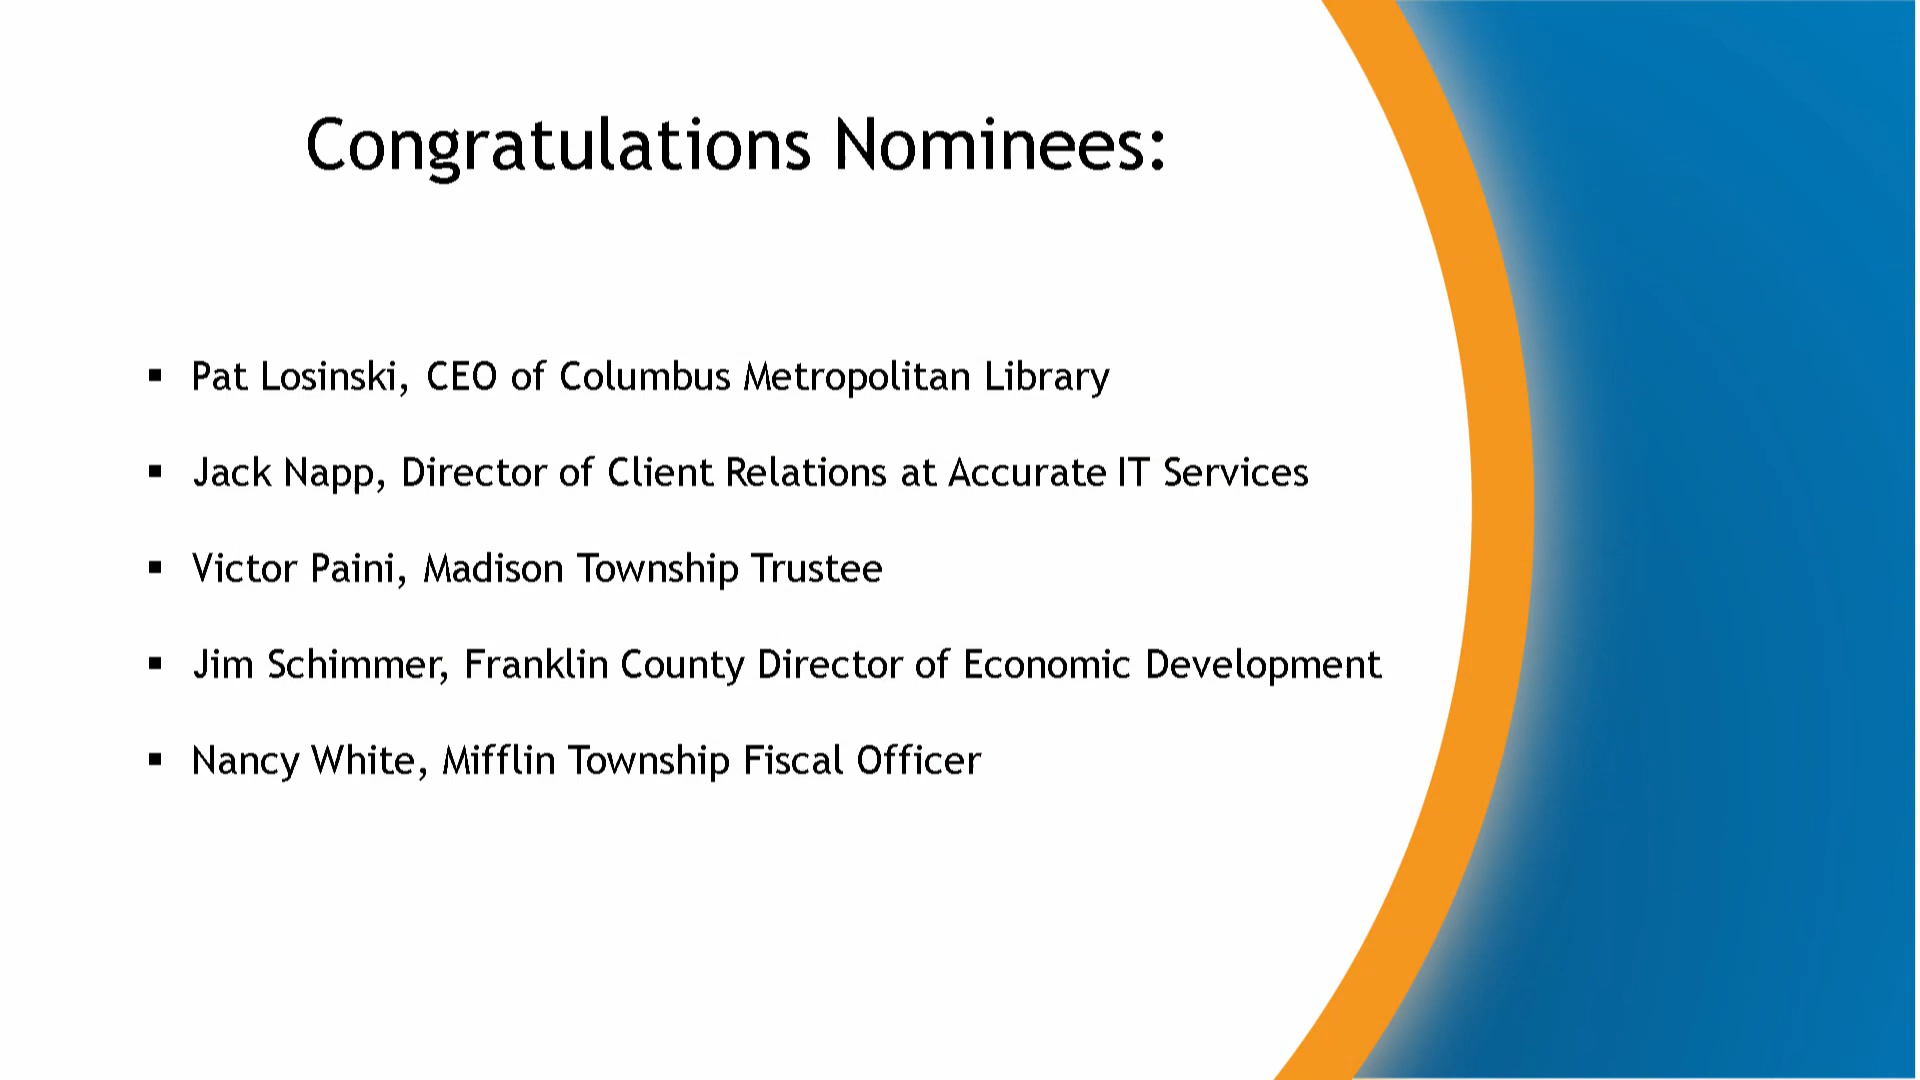 Congratulations Nominees:
▪ Pat Losinski, CEO of Columbus Metropolitan Library
▪ Jack Napp, Director of Client Relations at Accurate IT Services
▪ Victor Paini, Madison Township Trustee
▪ Jim Schimmer, Franklin County Director of Economic Development
▪ Nancy White, Mifflin Township Fiscal Officer